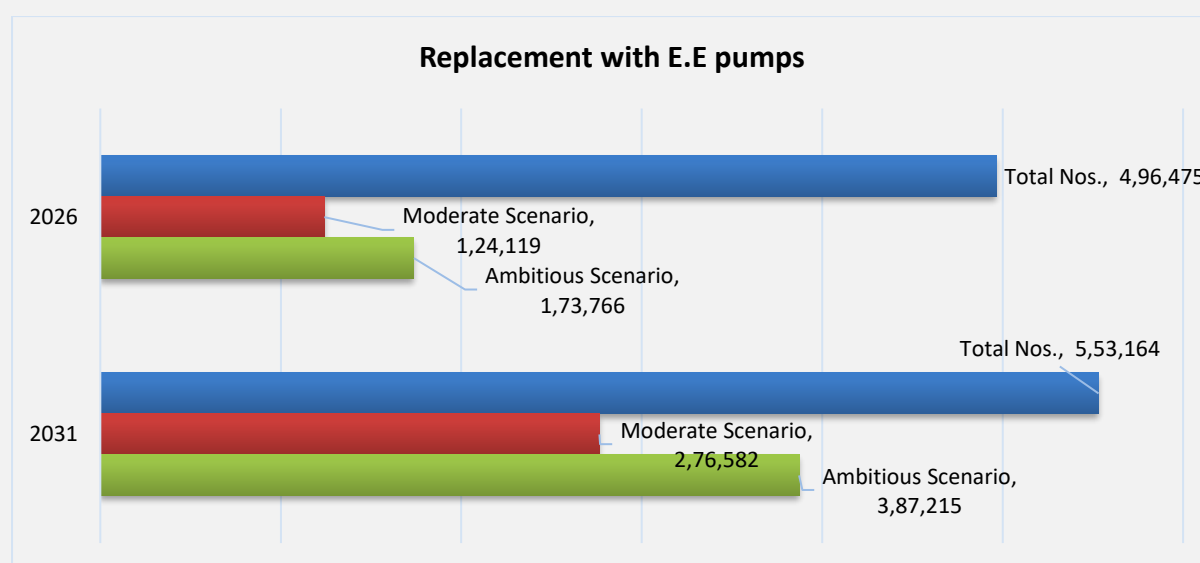 Replacement with E.E pumps
Total Nos., 4,96,475
2026
Moderate Scenario,
1,24,119
Ambitious Scenario,
1,73,766
Total Nos., 5,53,164
2031
Moderate Scenario,
2,76,582
Ambitious Scenario,
3,87,215